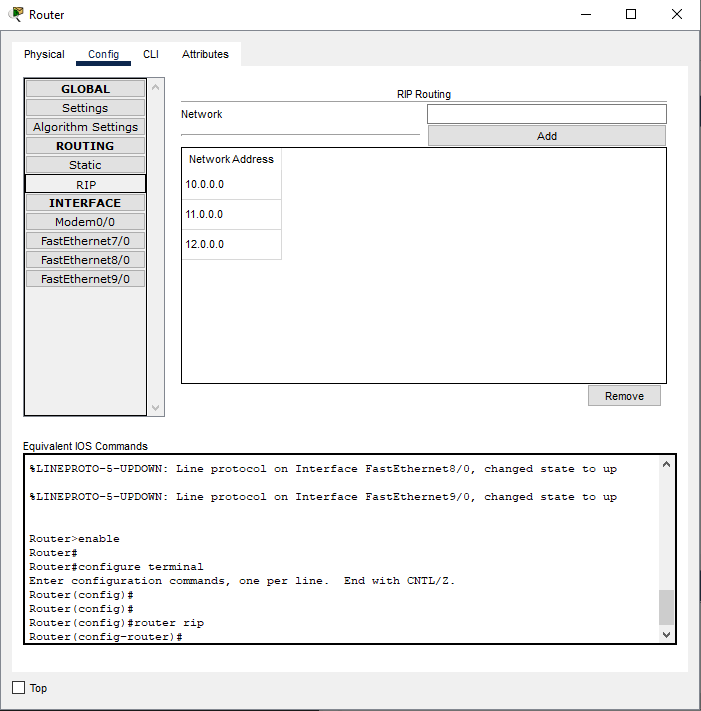 Router
Physical Config CLI Attributes
GLOBAL
Settings
Algorithm Settings
ROUTING
Static
RIP
INTERFACE
Modem0/0
FastEthernet7/0
FastEthernet8/0
FastEthernet9/0
RIP Routing
Network
Add
Network Address
10.0.0.0
11.0.0.0
12.0.0.0
Remove
Equivalent IOS Commands
%LINEPROTO-5-UPDOWN: Line protocol on Interface FastEthernet8/0, changed state to up
%LINEPROTO-5-UPDOWN: Line protocol on Interface FastEthernet9/0, changed state to up
Router>enable
Router#
Router#configure terminal
Enter configuration commands, one per line.  End with CNTL/Z.
Router(config)#
Router(config)#
Router(config)#router rip
Router(config-router)#
Top